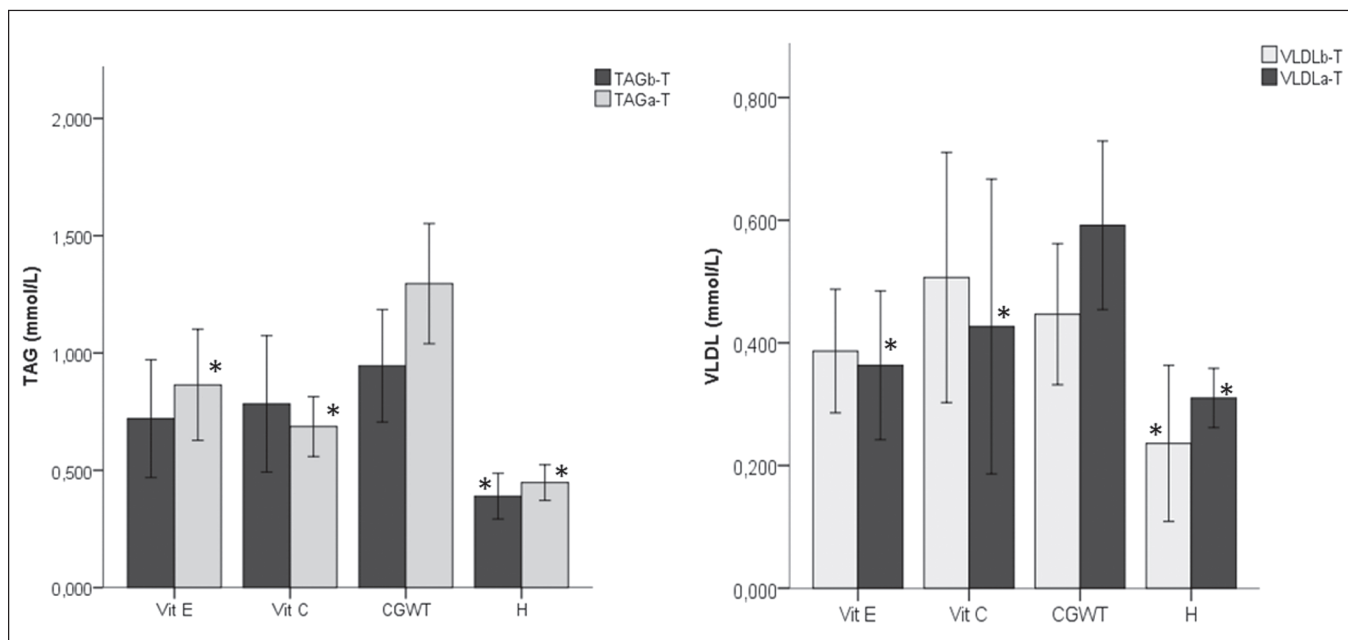 TAGb-T
TAGa-T
TAG (mmol/L)
2,000
1,500
1,000
0,500
0,000
*
*
*
*
Vit E
Vit C
CGWT
H
VLDLb-T
VLDLa-T
VLDL (mmol/L)
0,800
0,600
0,400
0,200
0,000
*
*
*
*
Vit E
Vit C
CGWT
H